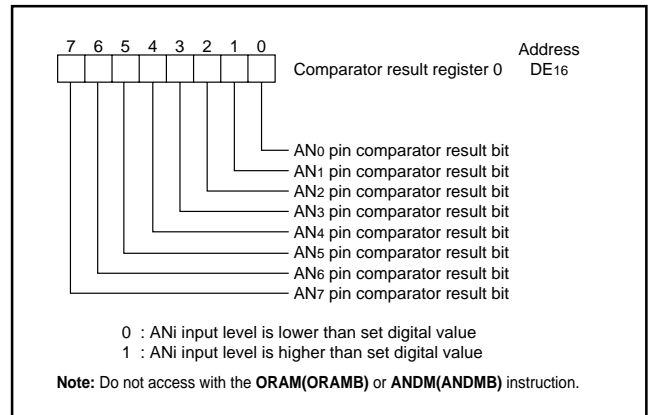 7 6 5 4 3 2 1 0
Address
Comparator result register 0 DE16
AN0 pin comparator result bit
AN1 pin comparator result bit
AN2 pin comparator result bit
AN3 pin comparator result bit
AN4 pin comparator result bit
AN5 pin comparator result bit
AN6 pin comparator result bit
AN7 pin comparator result bit
0 : ANi input level is lower than set digital value
1 : ANi input level is higher than set digital value
Note: Do not access with the ORAM(ORAMB) or ANDM(ANDMB) instruction.